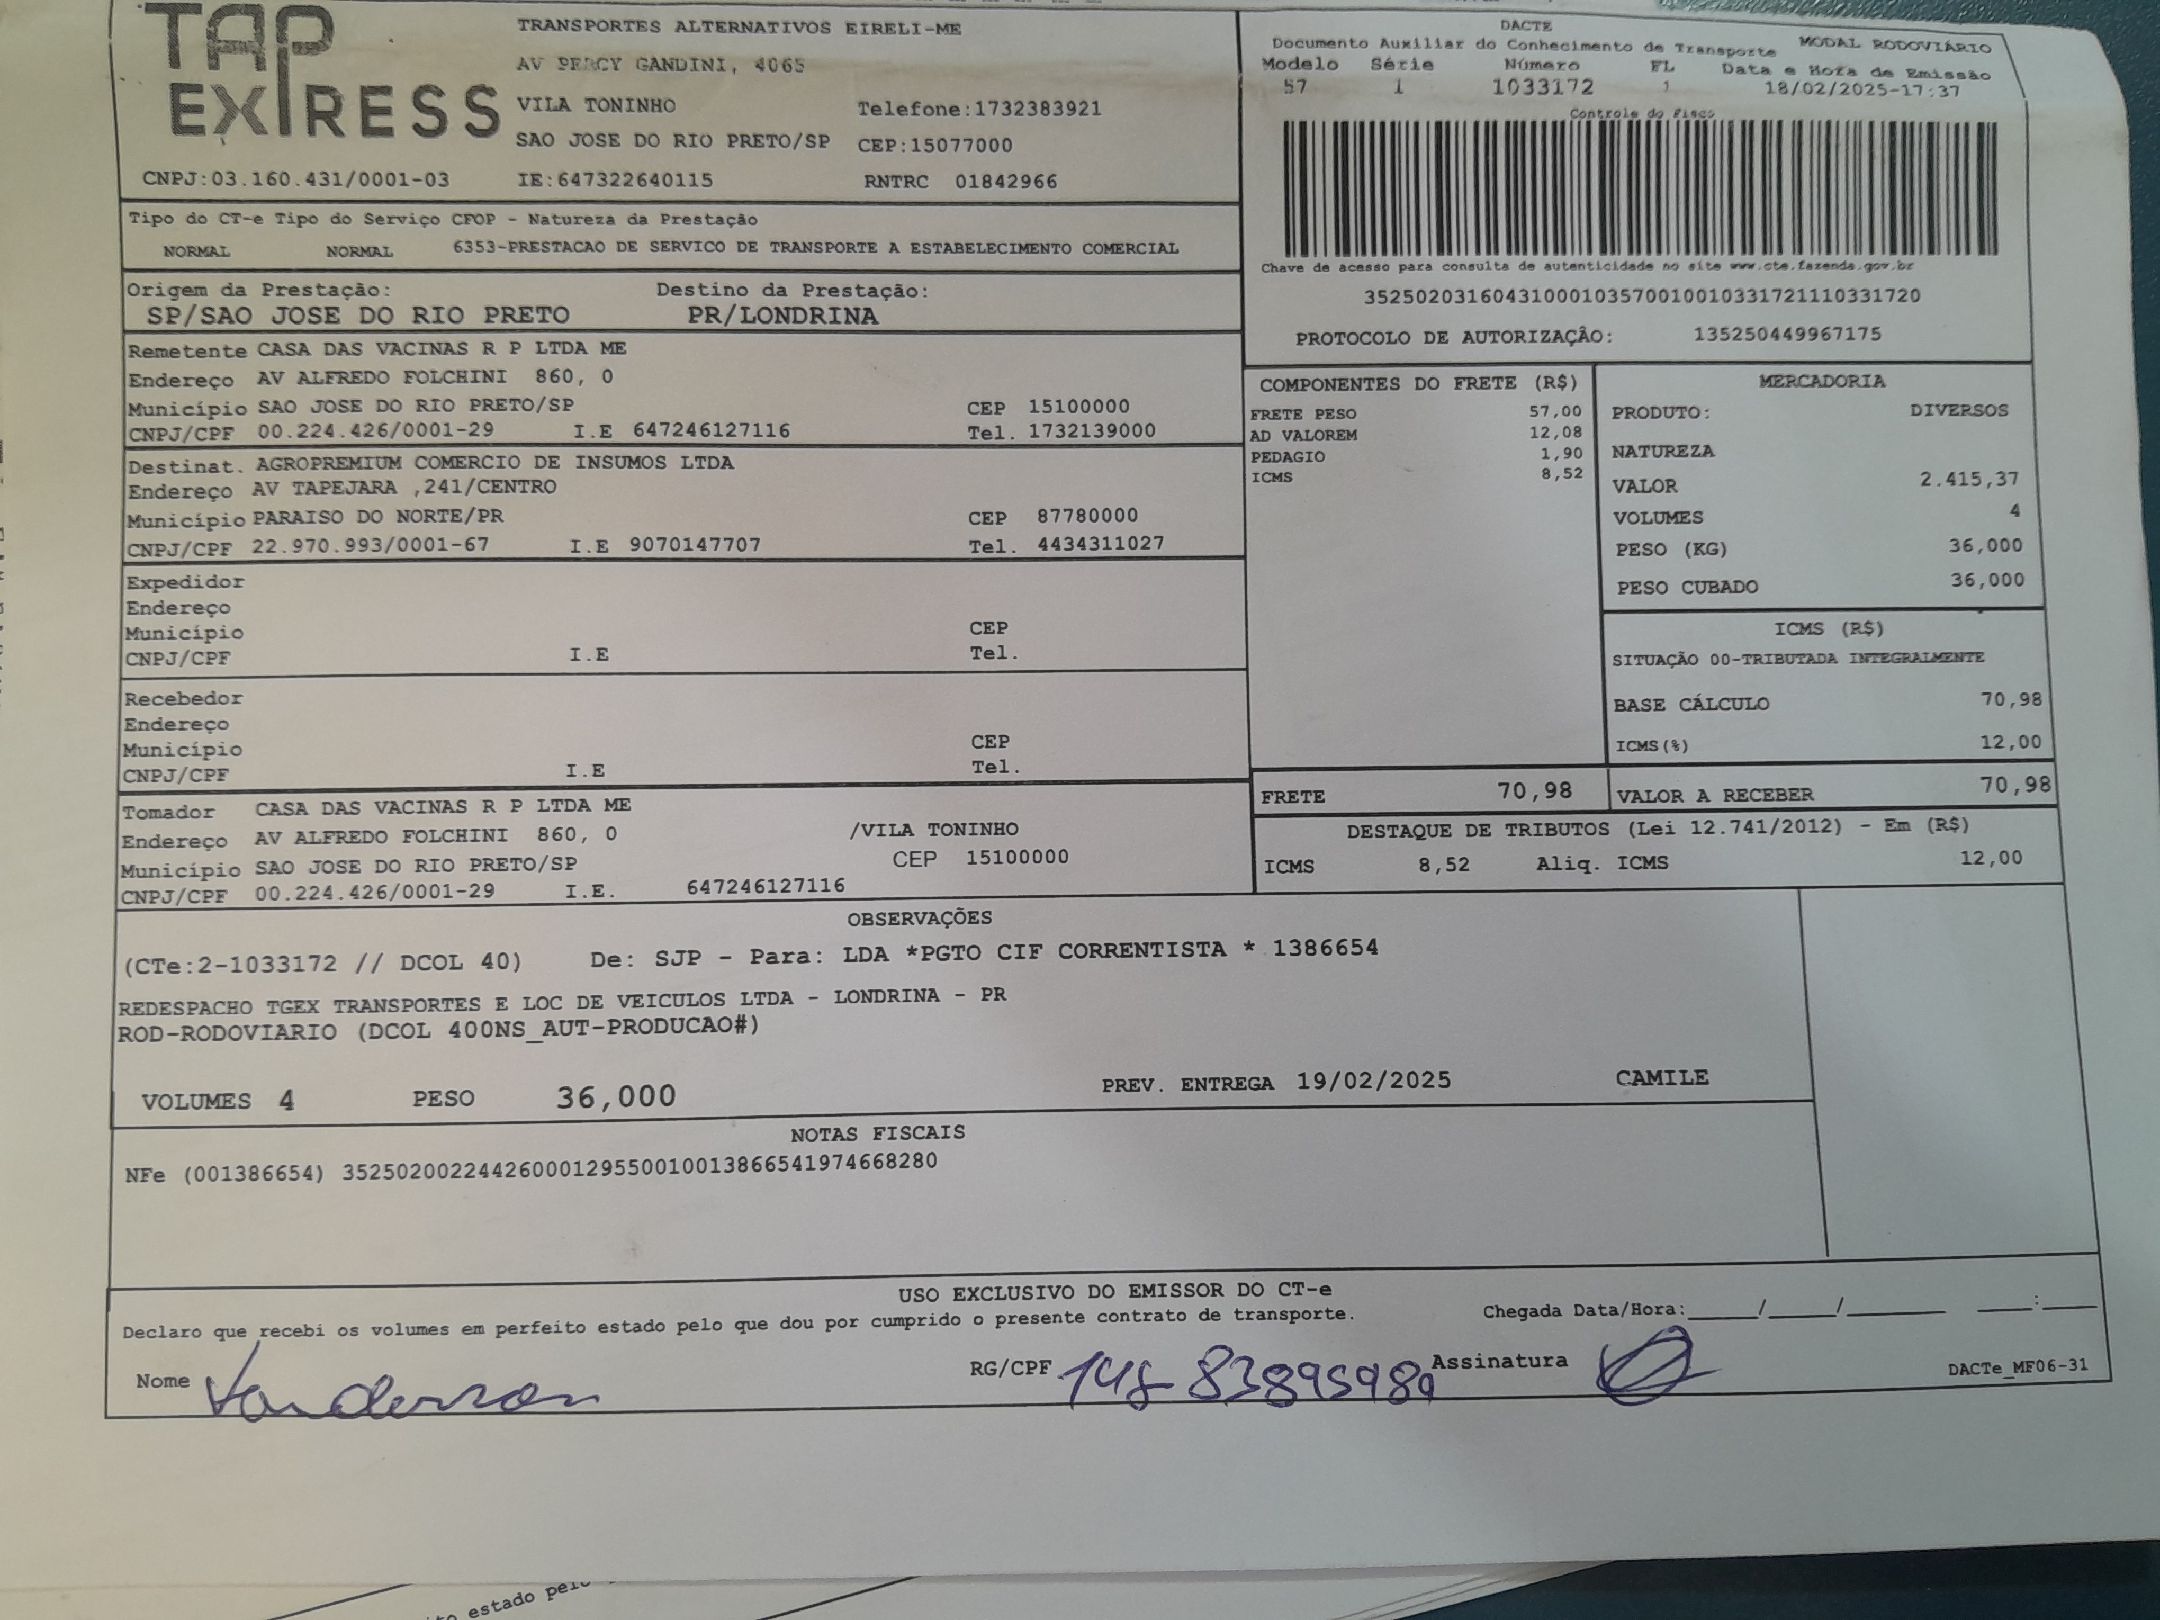 TAP EXPRESS
TRANSPORTES ALTERNATIVOS EIRELI-ME
AV PERCY GANDINI, 4065
VILA TONINHO Telefone:1732383921
SAO JOSE DO RIO PRETO/SP CEP:15077000
CNPJ:03.160.431/0001-03 IE:647322640115 RNTRC 01842966
DACTE
Documento Auxiliar do Conhecimento de Transporte MODAL RODOVIÁRIO
Modelo Série Número FL Data e Hora de Emissão
57 1 1033172 1 18/02/2025-17:37
Controle do Fisco
Chave de acesso para consulta de autenticidade no site www.cte.fazenda.gov.br
35250203160431000103570010010331721110331720
PROTOCOLO DE AUTORIZAÇÃO: 135250449967175
Tipo do CT-e Tipo do Serviço CFOP - Natureza da Prestação
NORMAL NORMAL 6353-PRESTACAO DE SERVICO DE TRANSPORTE A ESTABELECIMENTO COMERCIAL
Origem da Prestação: Destino da Prestação:
SP/SAO JOSE DO RIO PRETO PR/LONDRINA
Remetente CASA DAS VACINAS R P LTDA ME
Endereço AV ALFREDO FOLCHINI 860, 0
Município SAO JOSE DO RIO PRETO/SP CEP 15100000
CNPJ/CPF 00.224.426/0001-29 I.E 647246127116 Tel. 1732139000
Destinat. AGROPREMIUM COMERCIO DE INSUMOS LTDA
Endereço AV TAPEJARA ,241/CENTRO
Município PARAISO DO NORTE/PR CEP 87780000
CNPJ/CPF 22.970.993/0001-67 I.E 9070147707 Tel. 4434311027
Expedidor
Endereço
Município CEP
CNPJ/CPF I.E Tel.
Recebedor
Endereço
Município CEP
CNPJ/CPF I.E Tel.
Tomador CASA DAS VACINAS R P LTDA ME
Endereço AV ALFREDO FOLCHINI 860, 0 /VILA TONINHO
Município SAO JOSE DO RIO PRETO/SP CEP 15100000
CNPJ/CPF 00.224.426/0001-29 I.E. 647246127116
COMPONENTES DO FRETE (R$)
FRETE PESO 57,00
AD VALOREM 12,08
PEDAGIO 1,90
ICMS 8,52
MERCADORIA
PRODUTO: DIVERSOS
NATUREZA
VALOR 2.415,37
VOLUMES 4
PESO (KG) 36,000
PESO CUBADO 36,000
ICMS (R$)
SITUAÇÃO 00-TRIBUTADA INTEGRALMENTE
BASE CÁLCULO 70,98
ICMS(%) 12,00
FRETE 70,98 VALOR A RECEBER 70,98
DESTAQUE DE TRIBUTOS (Lei 12.741/2012) - Em (R$)
ICMS 8,52 Aliq. ICMS 12,00
OBSERVAÇÕES
(CTe:2-1033172 // DCOL 40) De: SJP - Para: LDA *PGTO CIF CORRENTISTA * 1386654
REDESPACHO TGEX TRANSPORTES E LOC DE VEICULOS LTDA - LONDRINA - PR
ROD-RODOVIARIO (DCOL 400NS_AUT-PRODUCAO#)
VOLUMES 4 PESO 36,000 PREV. ENTREGA 19/02/2025 CAMILE
NOTAS FISCAIS
NFe (001386654) 35250200224426000129550010013866541974668280
USO EXCLUSIVO DO EMISSOR DO CT-e
Declaro que recebi os volumes em perfeito estado pelo que dou por cumprido o presente contrato de transporte. Chegada Data/Hora:____/____/______ ____:____
Nome Vanderson RG/CPF Assinatura DACTe_MF06-31
estado pelo